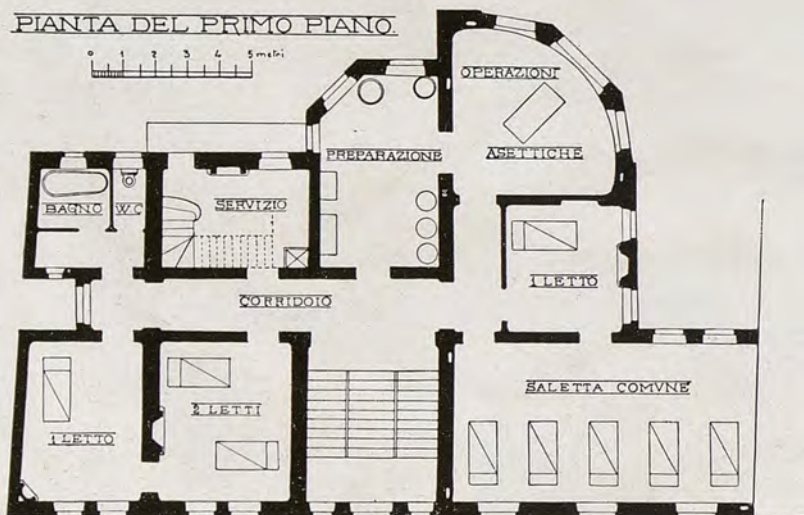 PIANTA DEL PRIMO PIANO.
0 1 2 3 4 5 metri
OPERAZIONI
ASETTICHE
PREPARAZIONE
BAGNO
W.C
SERVIZIO
1 LETTO
CORRIDOIO
1 LETTO
2 LETTI
SALETTA COMVNE